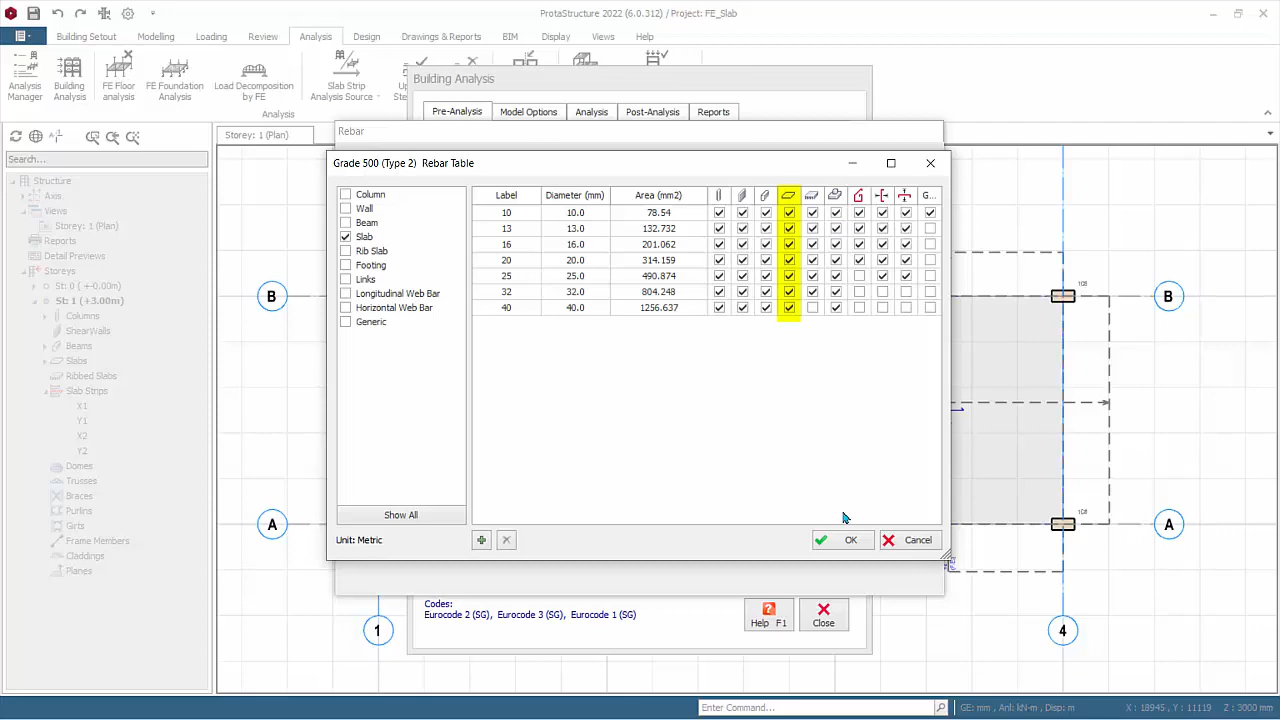 ProtaStructure 2022 (6.0.312) / Project: FE_Slab
Building Setout Modelling Loading Review Analysis Design Drawings & Reports BIM Display Views Help
Analysis Manager
Building Analysis
FE Floor analysis
FE Foundation Analysis
Load Decomposition by FE
Slab Strip Analysis Source
Analysis
Building Analysis
Pre-Analysis Model Options Analysis Post-Analysis Reports
Storey: 1 (Plan)
Search...
Structure
Axis
Views
Storey: 1 (Plan)
Reports
Detail Previews
Storeys
St: 0 ( +-0.00m)
St: 1 (+3.00m)
Columns
ShearWalls
Beams
Slabs
Ribbed Slabs
Slab Strips
X1
Y1
X2
Y2
Domes
Trusses
Braces
Purlins
Girts
Frame Members
Claddings
Planes
Rebar
Grade 500 (Type 2) Rebar Table
Column
Wall
Beam
Slab
Rib Slab
Footing
Links
Longitudinal Web Bar
Horizontal Web Bar
Generic
Show All
Label Diameter (mm) Area (mm2) G...
10 10.0 78.54
13 13.0 132.732
16 16.0 201.062
20 20.0 314.159
25 25.0 490.874
32 32.0 804.248
40 40.0 1256.637
Unit: Metric
OK Cancel
B B
A A
1 4
Codes:
Eurocode 2 (SG), Eurocode 3 (SG), Eurocode 1 (SG)
Help F1
Close
Enter Command...
GE: mm , Anl: kN-m , Disp: m
X : 18945 , Y : 11119 Z : 3000 mm